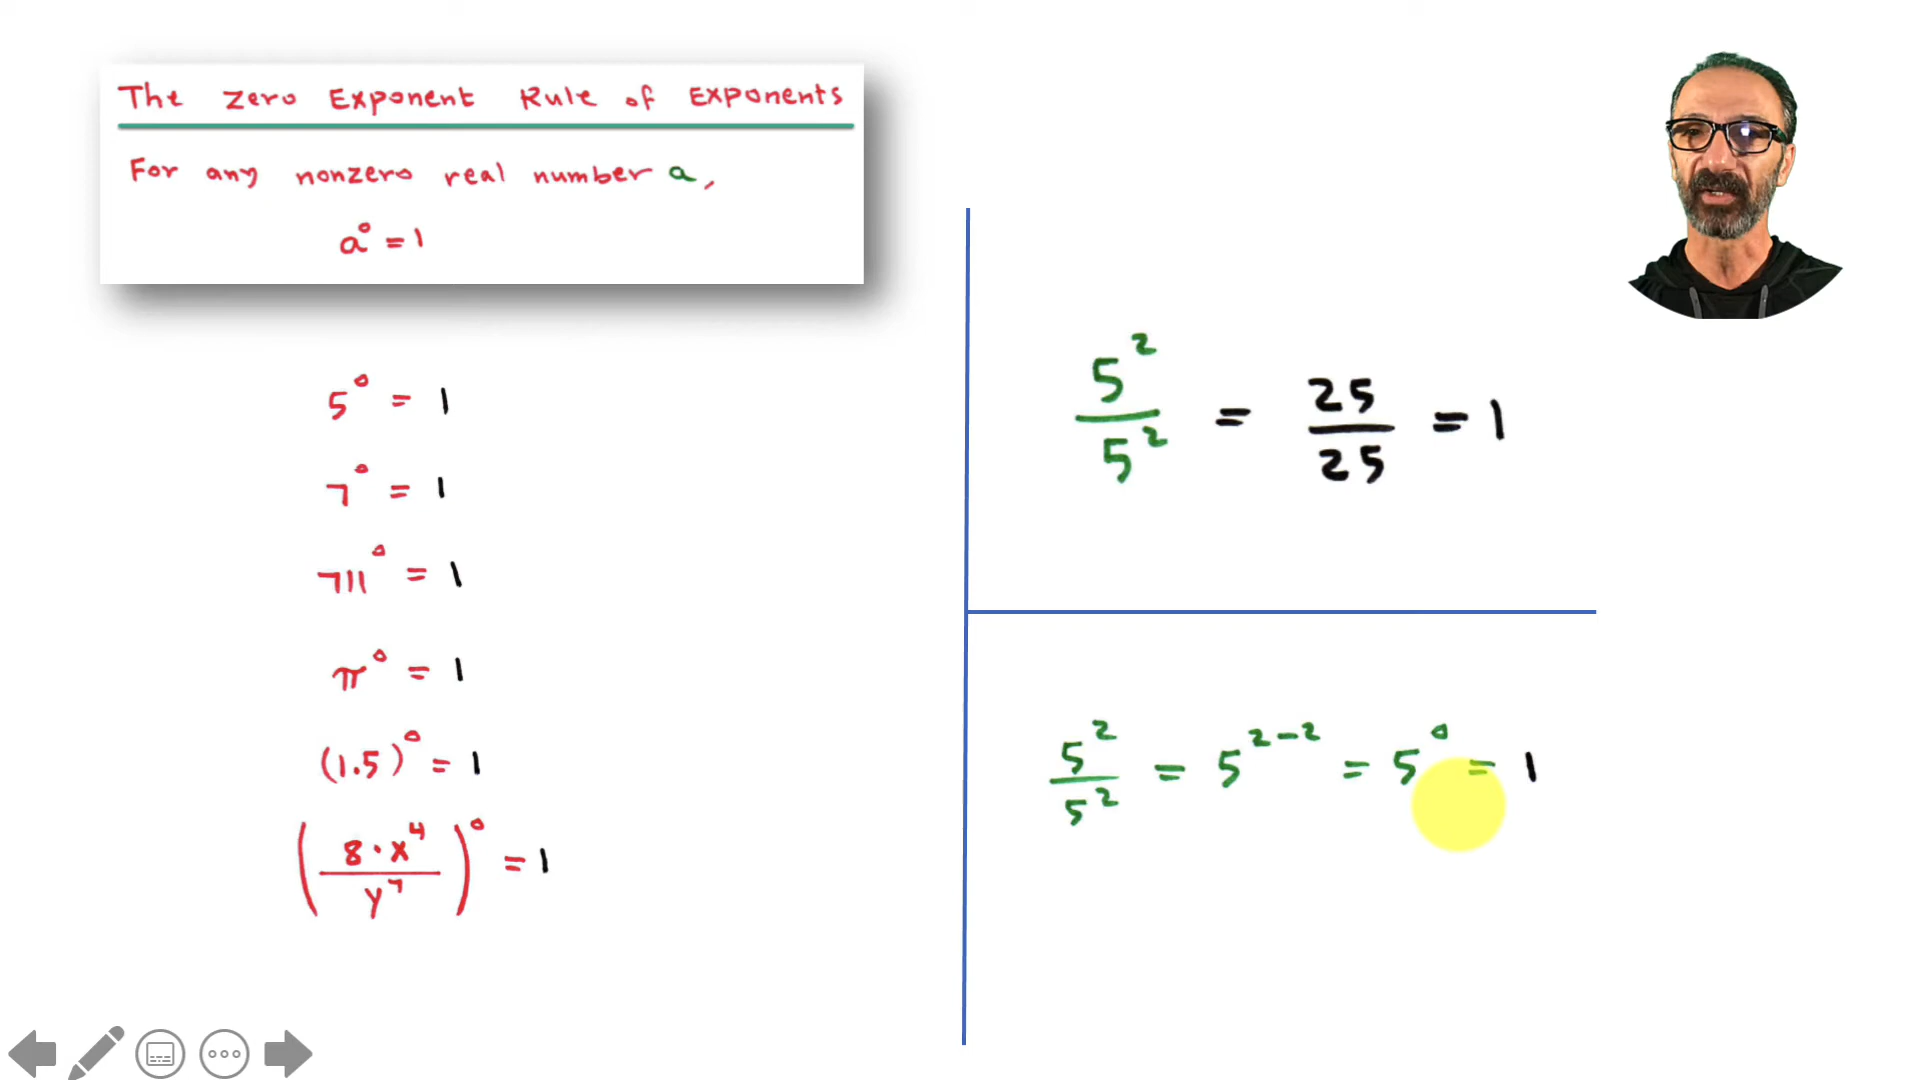 The Zero Exponent Rule of Exponents
For any nonzero real number a,
a⁰ = 1
5⁰ = 1
7⁰ = 1
711⁰ = 1
π⁰ = 1
(1.5)⁰ = 1
(8·x⁴/y⁷)⁰ = 1
5²/5² = 25/25 = 1
5²/5² = 5²⁻² = 5⁰ = 1